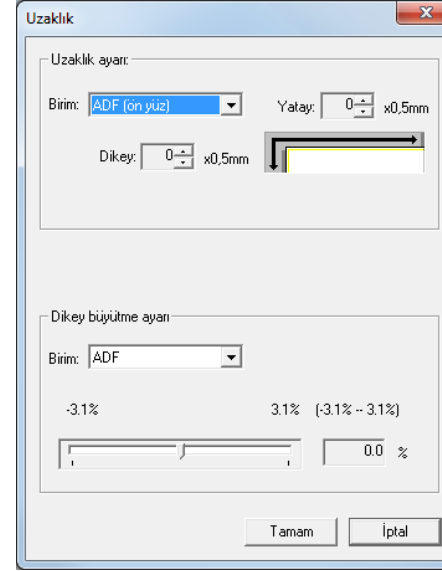 Uzaklık
Uzaklık ayarı:
Birim: ADF (ön yüz) Yatay: 0 x0,5mm
Dikey: 0 x0,5mm
Dikey büyütme ayarı
Birim: ADF
-3.1% 3.1% (-3.1% -- 3.1%)
0.0 %
Tamam İptal